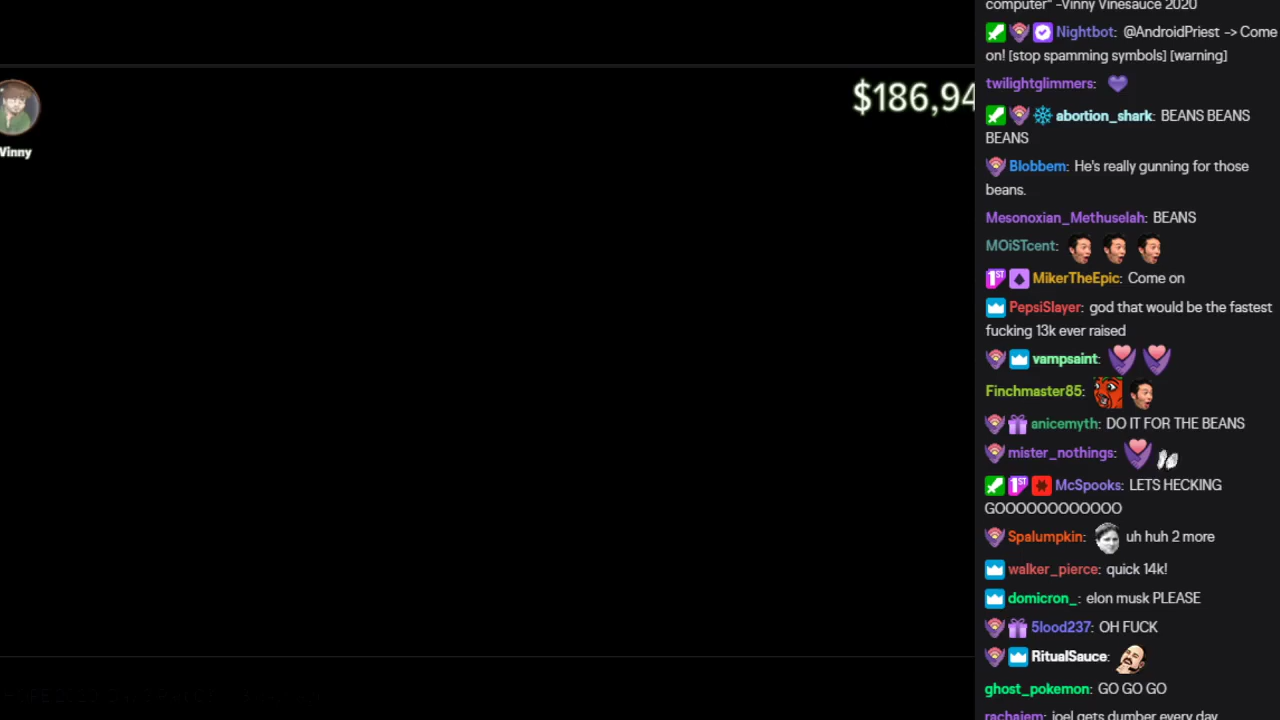 computer" -Vinny Vinesauce 2020
Nightbot: @AndroidPriest -> Come
on! [stop spamming symbols] [warning]
twilightglimmers:
abortion_shark: BEANS BEANS
BEANS
Blobbem: He's really gunning for those
beans.
Mesonoxian_Methuselah: BEANS
MOiSTcent:
1ST MikerTheEpic: Come on
PepsiSlayer: god that would be the fastest
fucking 13k ever raised
vampsaint:
Finchmaster85:
anicemyth: DO IT FOR THE BEANS
mister_nothings:
1ST McSpooks: LETS HECKING
GOOOOOOOOOOOO
Spalumpkin: uh huh 2 more
walker_pierce: quick 14k!
domicron_: elon musk PLEASE
5lood237: OH FUCK
RitualSauce:
ghost_pokemon: GO GO GO
rachaiem: joel gets dumber every day
Vinny
$186,94